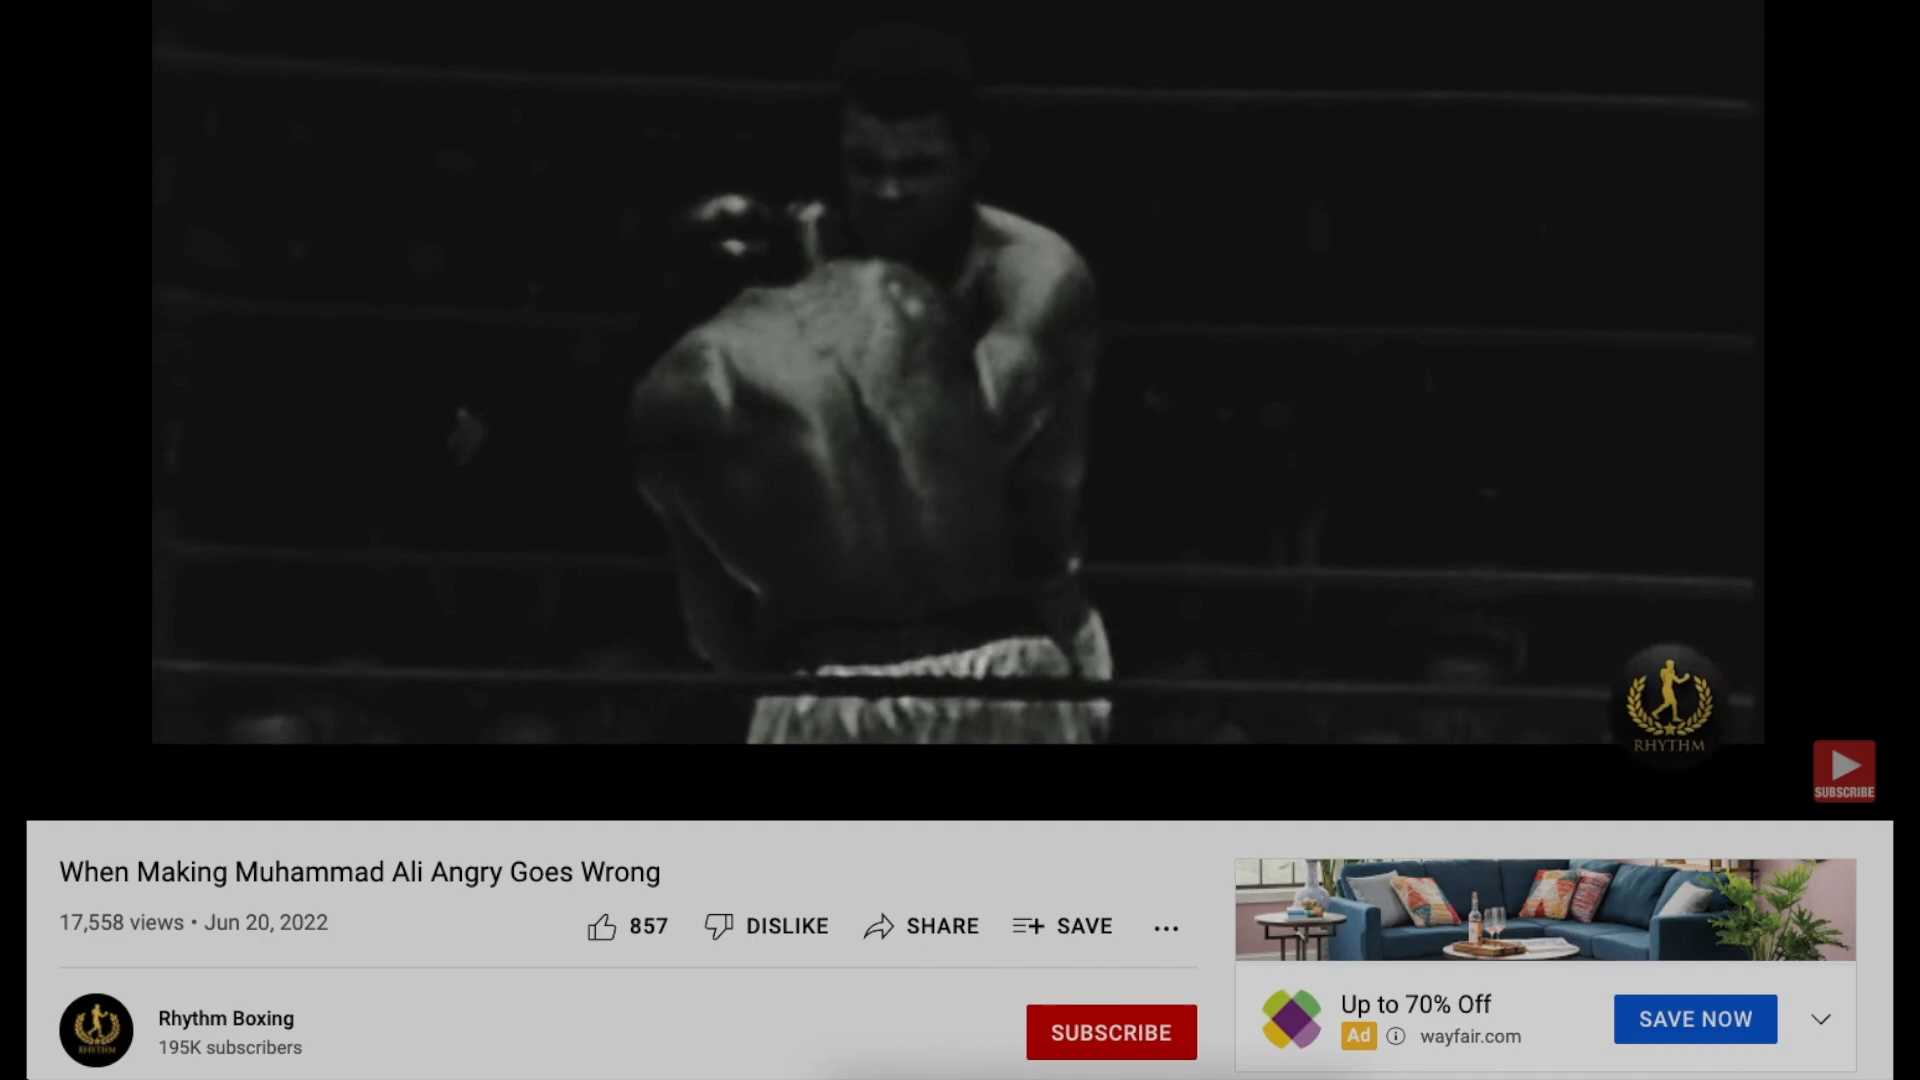 RHYTHM
SUBSCRIBE
When Making Muhammad Ali Angry Goes Wrong
17,558 views • Jun 20, 2022
857 DISLIKE SHARE SAVE
RHYTHM
Rhythm Boxing
195K subscribers
SUBSCRIBE
Up to 70% Off
Ad wayfair.com
SAVE NOW